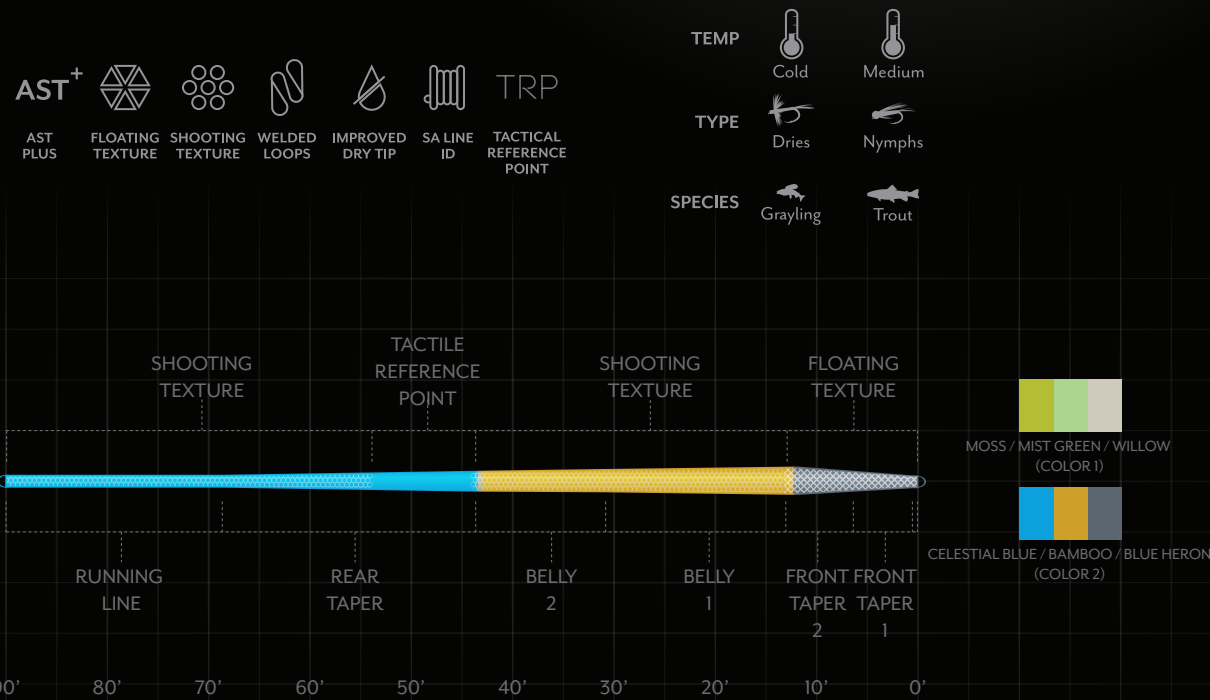 TEMP
Cold
Medium
AST+
TRP
AST
PLUS
FLOATING
TEXTURE
SHOOTING
TEXTURE
WELDED
LOOPS
IMPROVED
DRY TIP
SA LINE
ID
TACTICAL
REFERENCE
POINT
TYPE
Dries
Nymphs
SPECIES
Grayling
Trout
SHOOTING
TEXTURE
TACTILE
REFERENCE
POINT
SHOOTING
TEXTURE
FLOATING
TEXTURE
MOSS / MIST GREEN / WILLOW
(COLOR 1)
CELESTIAL BLUE / BAMBOO / BLUE HERON
(COLOR 2)
RUNNING
LINE
REAR
TAPER
BELLY
2
BELLY
1
FRONT
TAPER
2
FRONT
TAPER
1
80’ 70’ 60’ 50’ 40’ 30’ 20’ 10’ 0’